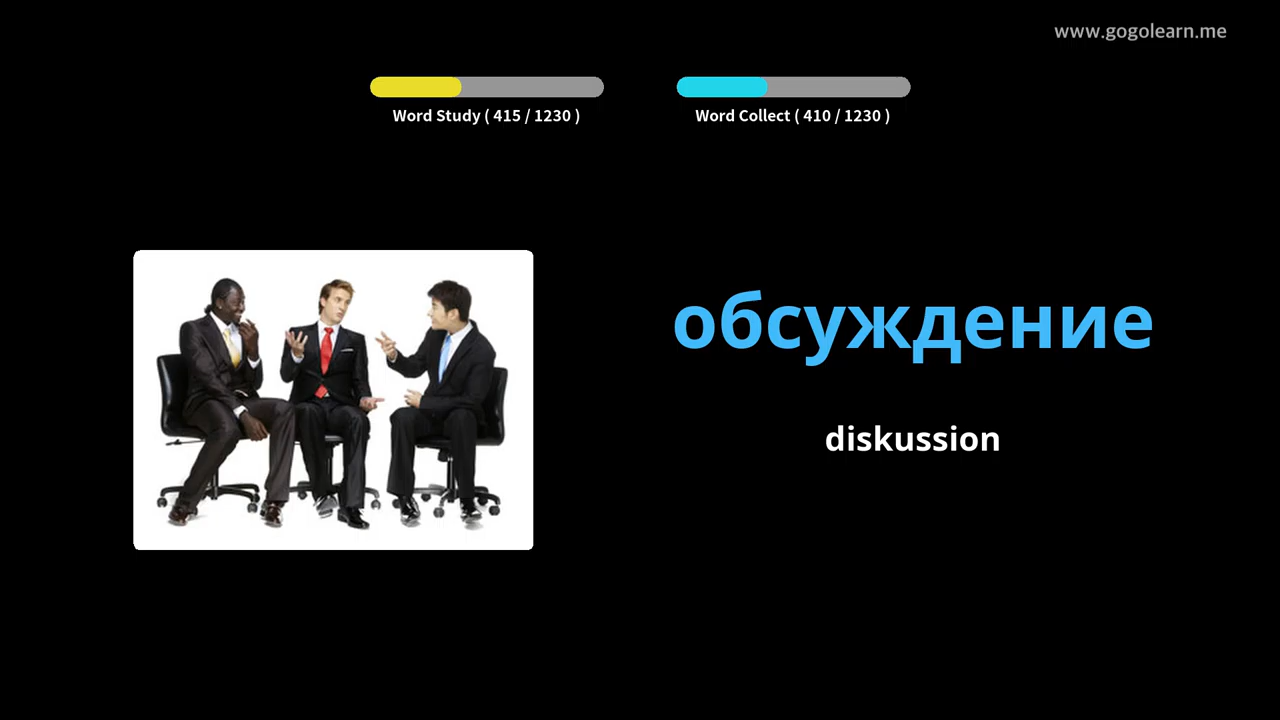 www.gogolearn.me
Word Study ( 415 / 1230 )
Word Collect ( 410 / 1230 )
обсуждение
diskussion